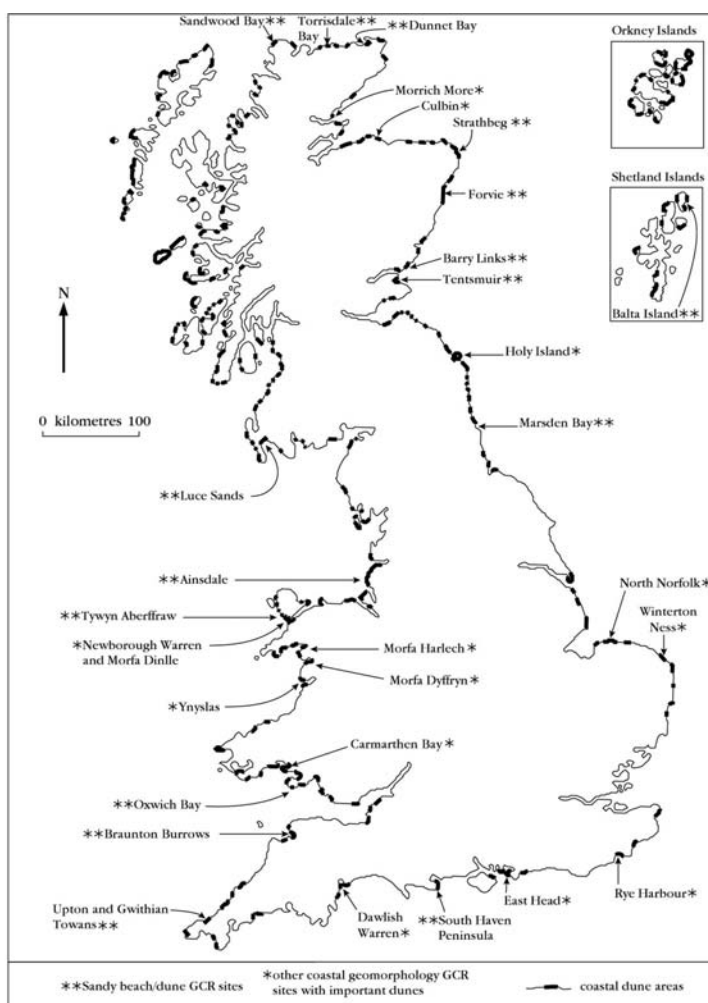 Sandwood Bay**
Torrisdale**
Bay
**Dunnet Bay
Orkney Islands
Morrich More*
Culbin*
Strathbeg **
Shetland Islands
Forvie **
Barry Links**
Tentsmuir**
Balta Island**
N
Holy Island*
0 kilometres 100
Marsden Bay**
**Luce Sands
**Ainsdale
North Norfolk*
**Tywyn Aberffraw
Winterton
Ness*
*Newborough Warren
and Morfa Dinlle
Morfa Harlech*
Morfa Dyffryn*
*Ynyslas
Carmarthen Bay*
**Oxwich Bay
**Braunton Burrows
Upton and Gwithian
Towans**
Dawlish
Warren*
**South Haven
Peninsula
East Head*
Rye Harbour*
**Sandy beach/dune GCR sites
*other coastal geomorphology GCR
sites with important dunes
coastal dune areas